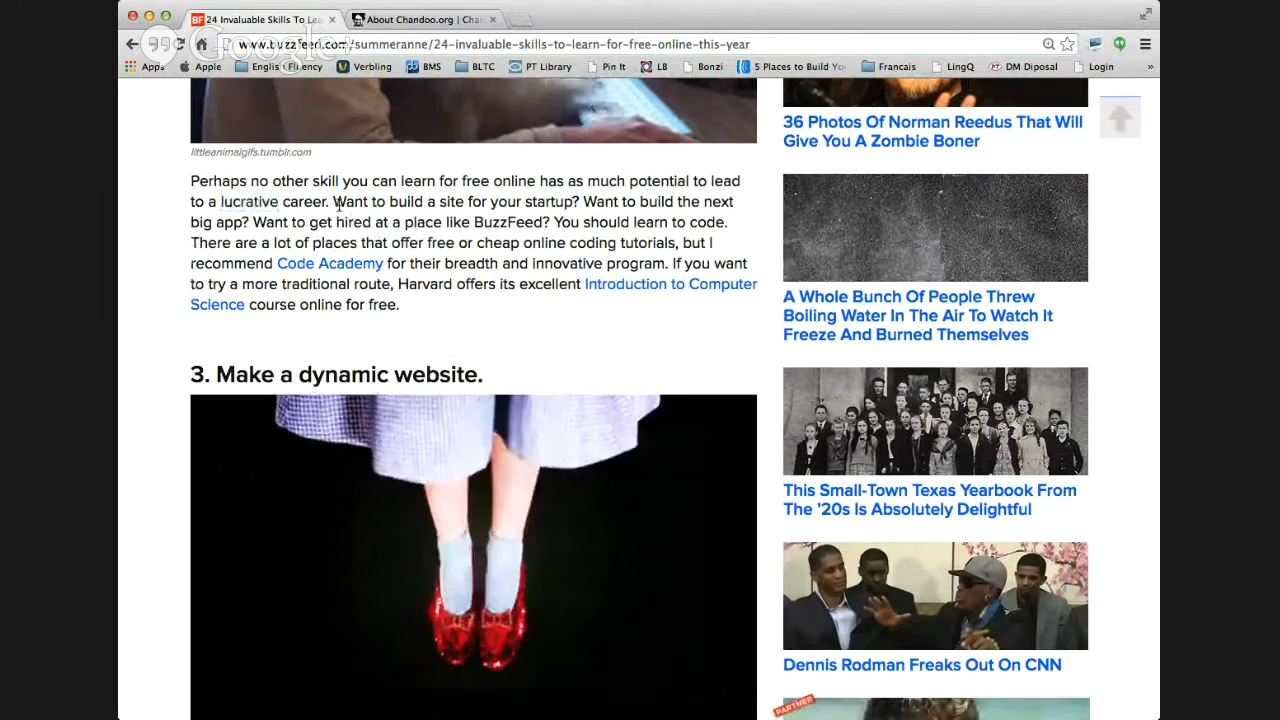 24 Invaluable Skills To Lea
About Chandoo.org | Chan
www.buzzfeed.com/summeranne/24-invaluable-skills-to-learn-for-free-online-this-year
Apps Apple English Fluency Verbling BMS BLTC PT Library Pin It LB Bonzi 5 Places to Build Yo Francais LingQ DM Disposal Login »
littleanimalgifs.tumblr.com
Perhaps no other skill you can learn for free online has as much potential to lead
to a lucrative career. Want to build a site for your startup? Want to build the next
big app? Want to get hired at a place like BuzzFeed? You should learn to code.
There are a lot of places that offer free or cheap online coding tutorials, but I
recommend Code Academy for their breadth and innovative program. If you want
to try a more traditional route, Harvard offers its excellent Introduction to Computer
Science course online for free.
3. Make a dynamic website.
36 Photos Of Norman Reedus That Will
Give You A Zombie Boner
A Whole Bunch Of People Threw
Boiling Water In The Air To Watch It
Freeze And Burned Themselves
This Small-Town Texas Yearbook From
The '20s Is Absolutely Delightful
Dennis Rodman Freaks Out On CNN
PARTNER